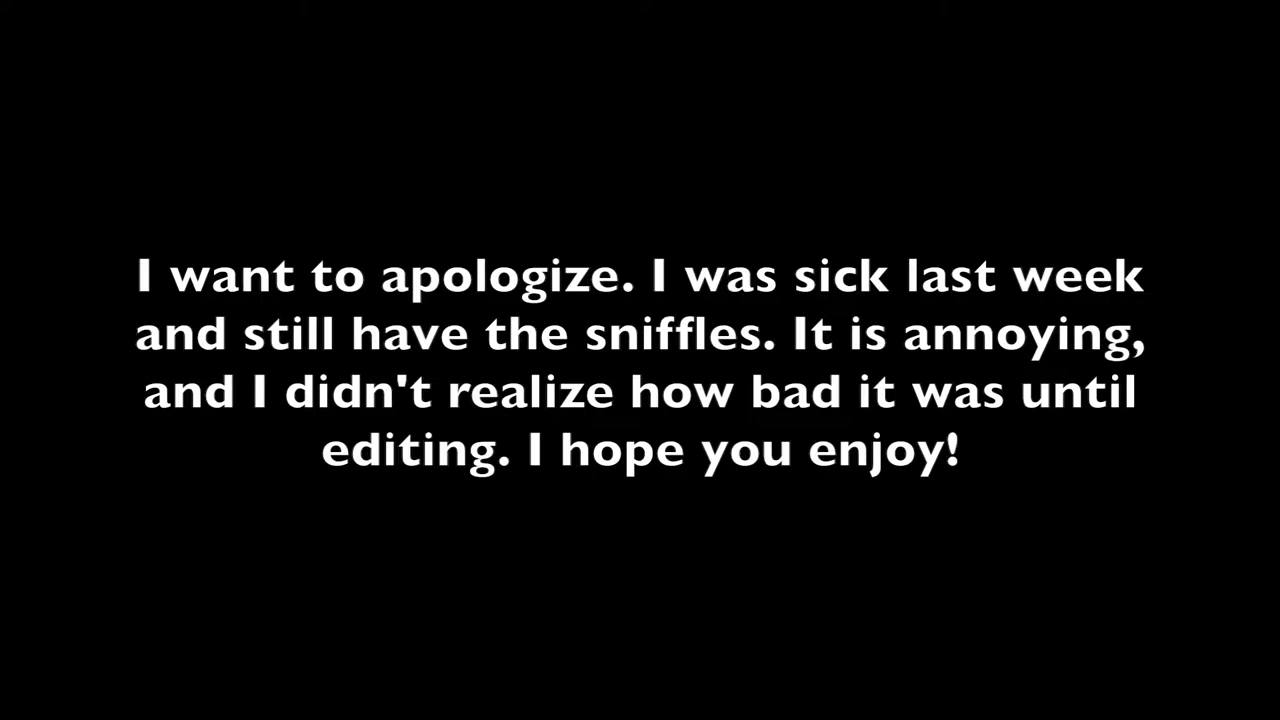 I want to apologize. I was sick last week
and still have the sniffles. It is annoying,
and I didn't realize how bad it was until
editing. I hope you enjoy!